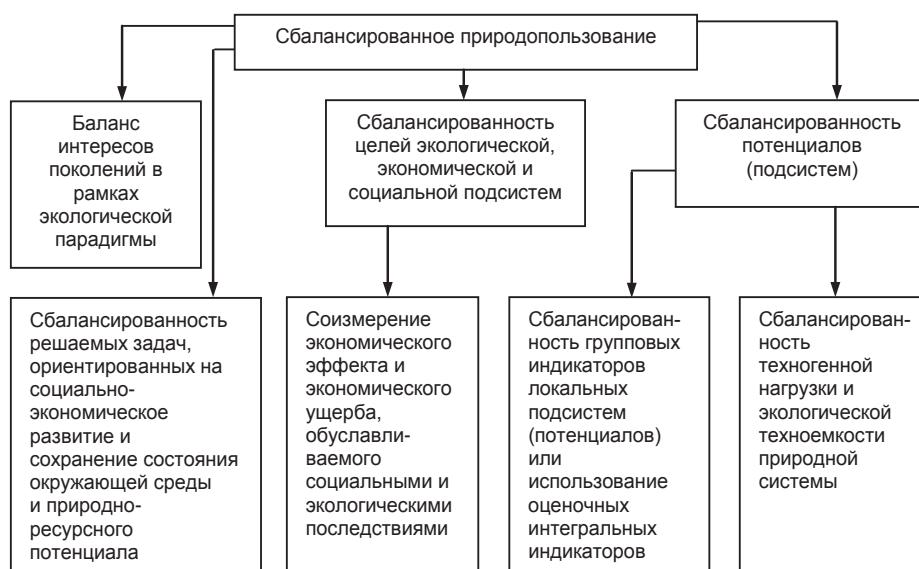 Сбалансированное природопользование
Баланс
интересов
поколений в
рамках
экологической
парадигмы
Сбалансированность
целей экологической,
экономической и
социальной подсистем
Сбалансированность
потенциалов
(подсистем)
Сбалансированность
решаемых задач,
ориентированных на
социально-
экономическое
развитие и
сохранение состояния
окружающей среды
и природно-
ресурсного
потенциала
Соизмерение
экономического
эффекта и
экономического
ущерба,
обуславли-
ваемого
социальными и
экологическими
последствиями
Сбалансирован-
ность групповых
индикаторов
локальных
подсистем
(потенциалов)
или
использование
оценочных
интегральных
индикаторов
Сбалансирован-
ность
техногенной
нагрузки и
экологической
техноемкости
природной
системы